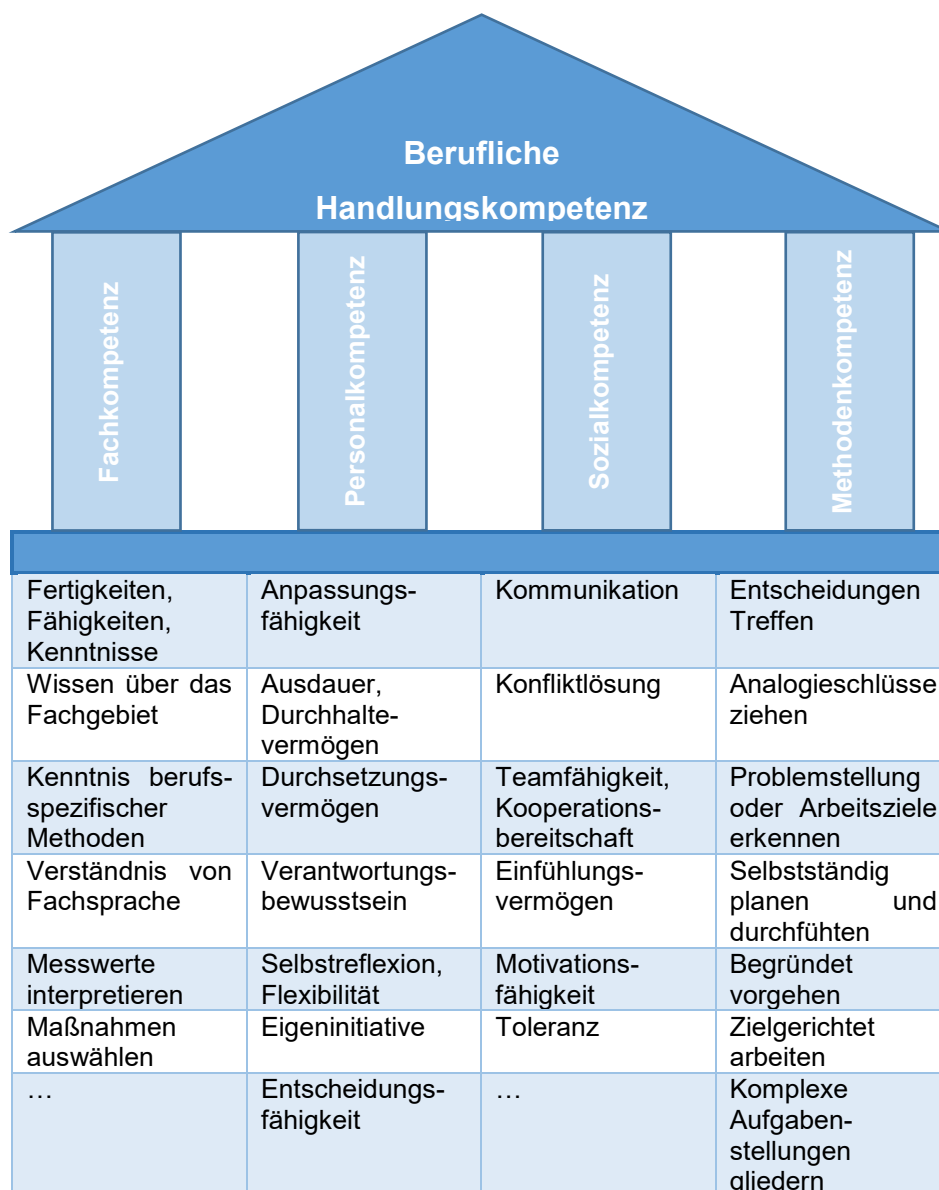 Berufliche
Handlungskompetenz
Fachkompetenz
Personalkompetenz
Sozialkompetenz
Methodenkompetenz
Fertigkeiten,
Fähigkeiten,
Kenntnisse
Anpassungs-
fähigkeit
Kommunikation
Entscheidungen
Treffen
Wissen über das
Fachgebiet
Ausdauer,
Durchhalte-
vermögen
Konfliktlösung
Analogieschlüsse
ziehen
Kenntnis berufs-
spezifischer
Methoden
Durchsetzungs-
vermögen
Teamfähigkeit,
Kooperations-
bereitschaft
Problemstellung
oder Arbeitsziele
erkennen
Verständnis von
Fachsprache
Verantwortungs-
bewusstsein
Einfühlungs-
vermögen
Selbstständig
planen und
durchfühten
Messwerte
interpretieren
Selbstreflexion,
Flexibilität
Motivations-
fähigkeit
Begründet
vorgehen
Maßnahmen
auswählen
Eigeninitiative
Toleranz
Zielgerichtet
arbeiten
…
Entscheidungs-
fähigkeit
…
Komplexe
Aufgaben-
stellungen
gliedern